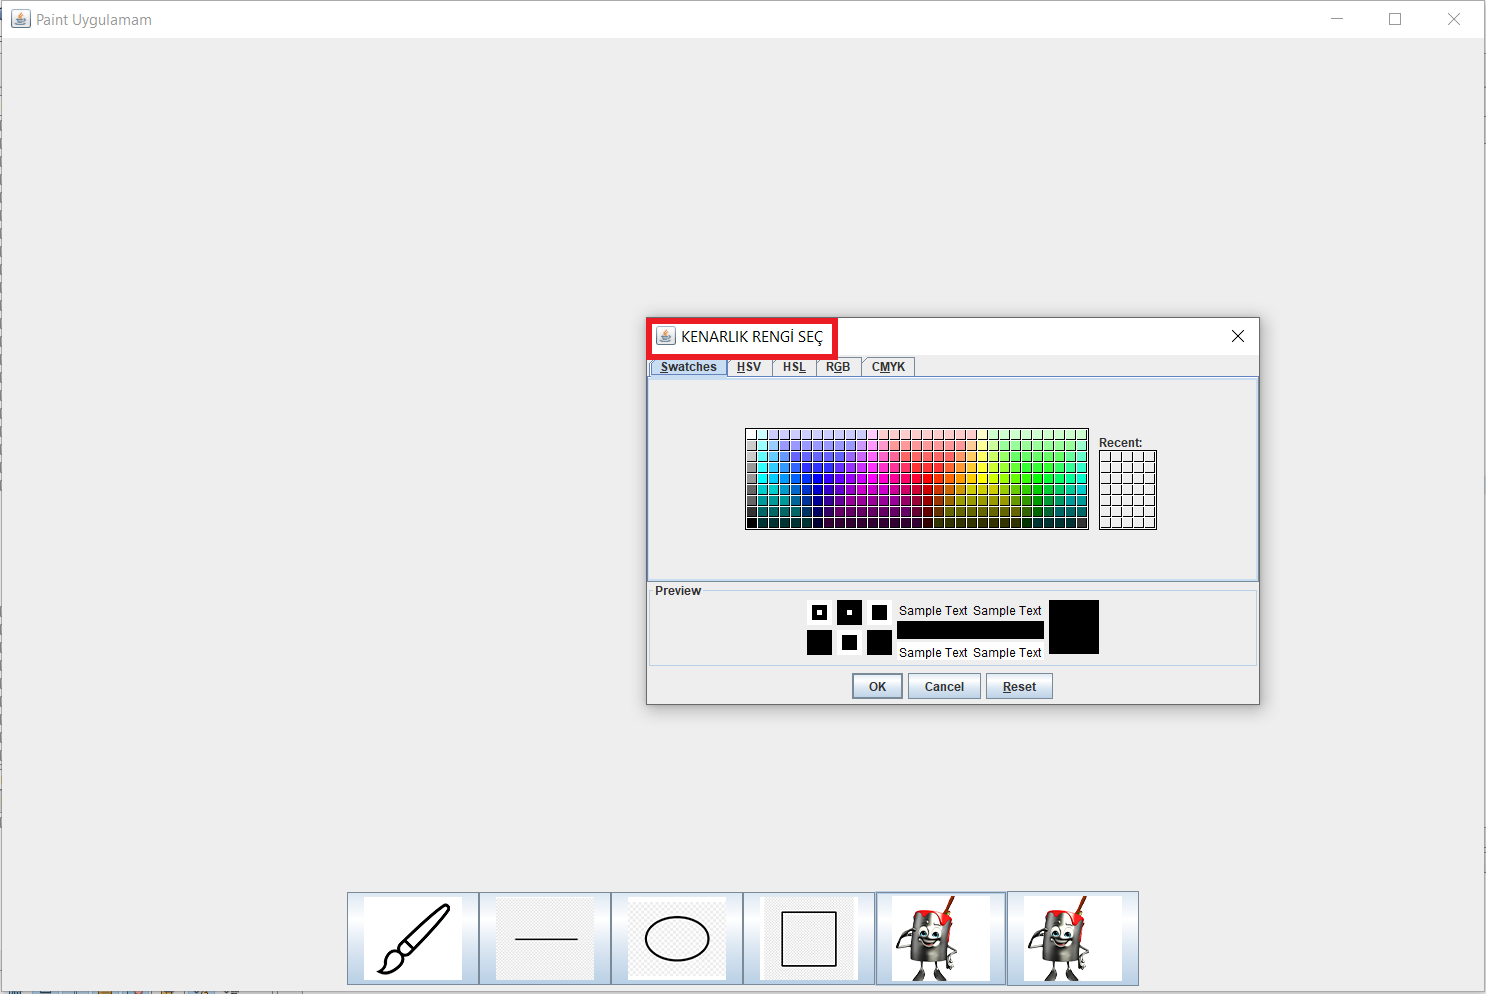 Paint Uygulamam
KENARLIK RENGİ SEÇ
Swatches HSV HSL RGB CMYK
Recent:
Preview
Sample Text Sample Text
Sample Text Sample Text
OK Cancel Reset